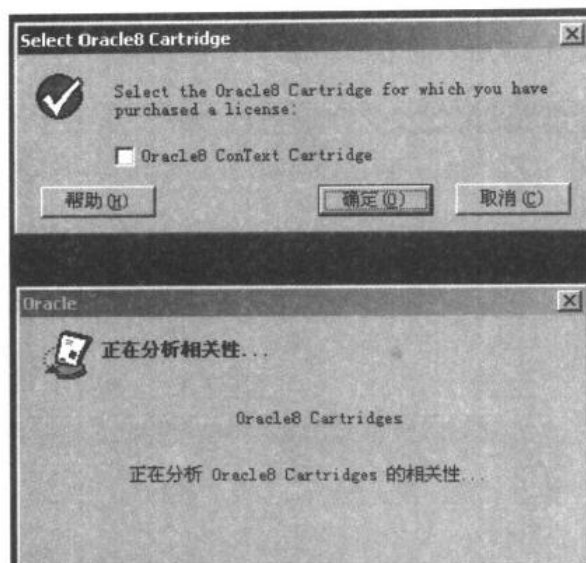 Select Oracle8 Cartridge
Select the Oracle8 Cartridge for which you have
purchased a license:
Oracle8 ConText Cartridge
帮助(H) 确定(O) 取消(C)
Oracle
正在分析相关性...
Oracle8 Cartridges
正在分析 Oracle8 Cartridges 的相关性...